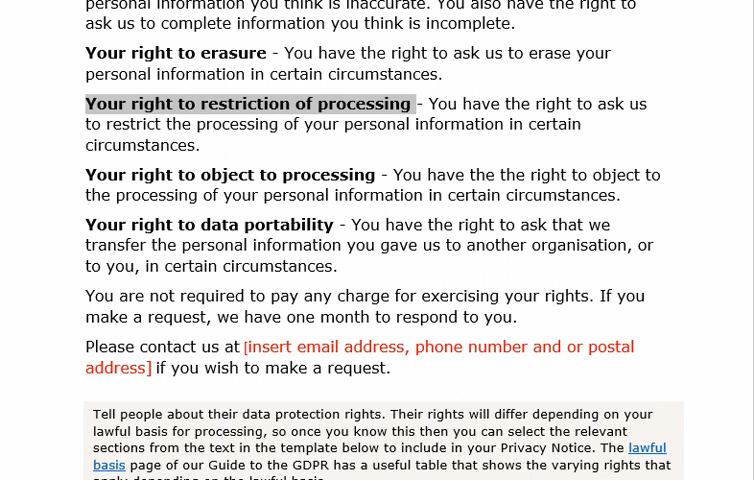 personal information you think is inaccurate. You also have the right to
ask us to complete information you think is incomplete.
Your right to erasure - You have the right to ask us to erase your
personal information in certain circumstances.
Your right to restriction of processing - You have the right to ask us
to restrict the processing of your personal information in certain
circumstances.
Your right to object to processing - You have the the right to object to
the processing of your personal information in certain circumstances.
Your right to data portability - You have the right to ask that we
transfer the personal information you gave us to another organisation, or
to you, in certain circumstances.
You are not required to pay any charge for exercising your rights. If you
make a request, we have one month to respond to you.
Please contact us at [insert email address, phone number and or postal
address] if you wish to make a request.
Tell people about their data protection rights. Their rights will differ depending on your
lawful basis for processing, so once you know this then you can select the relevant
sections from the text in the template below to include in your Privacy Notice. The lawful
basis page of our Guide to the GDPR has a useful table that shows the varying rights that
apply depending on the lawful basis.